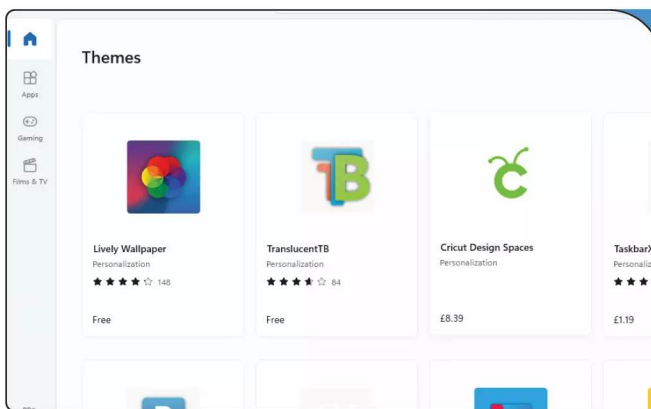 Themes
Apps
Gaming
Films & TV
TB
Lively Wallpaper
Personalization
148
Free
TranslucentTB
Personalization
84
Free
Cricut Design Spaces
Personalization
£8.39
TaskbarX
£1.19